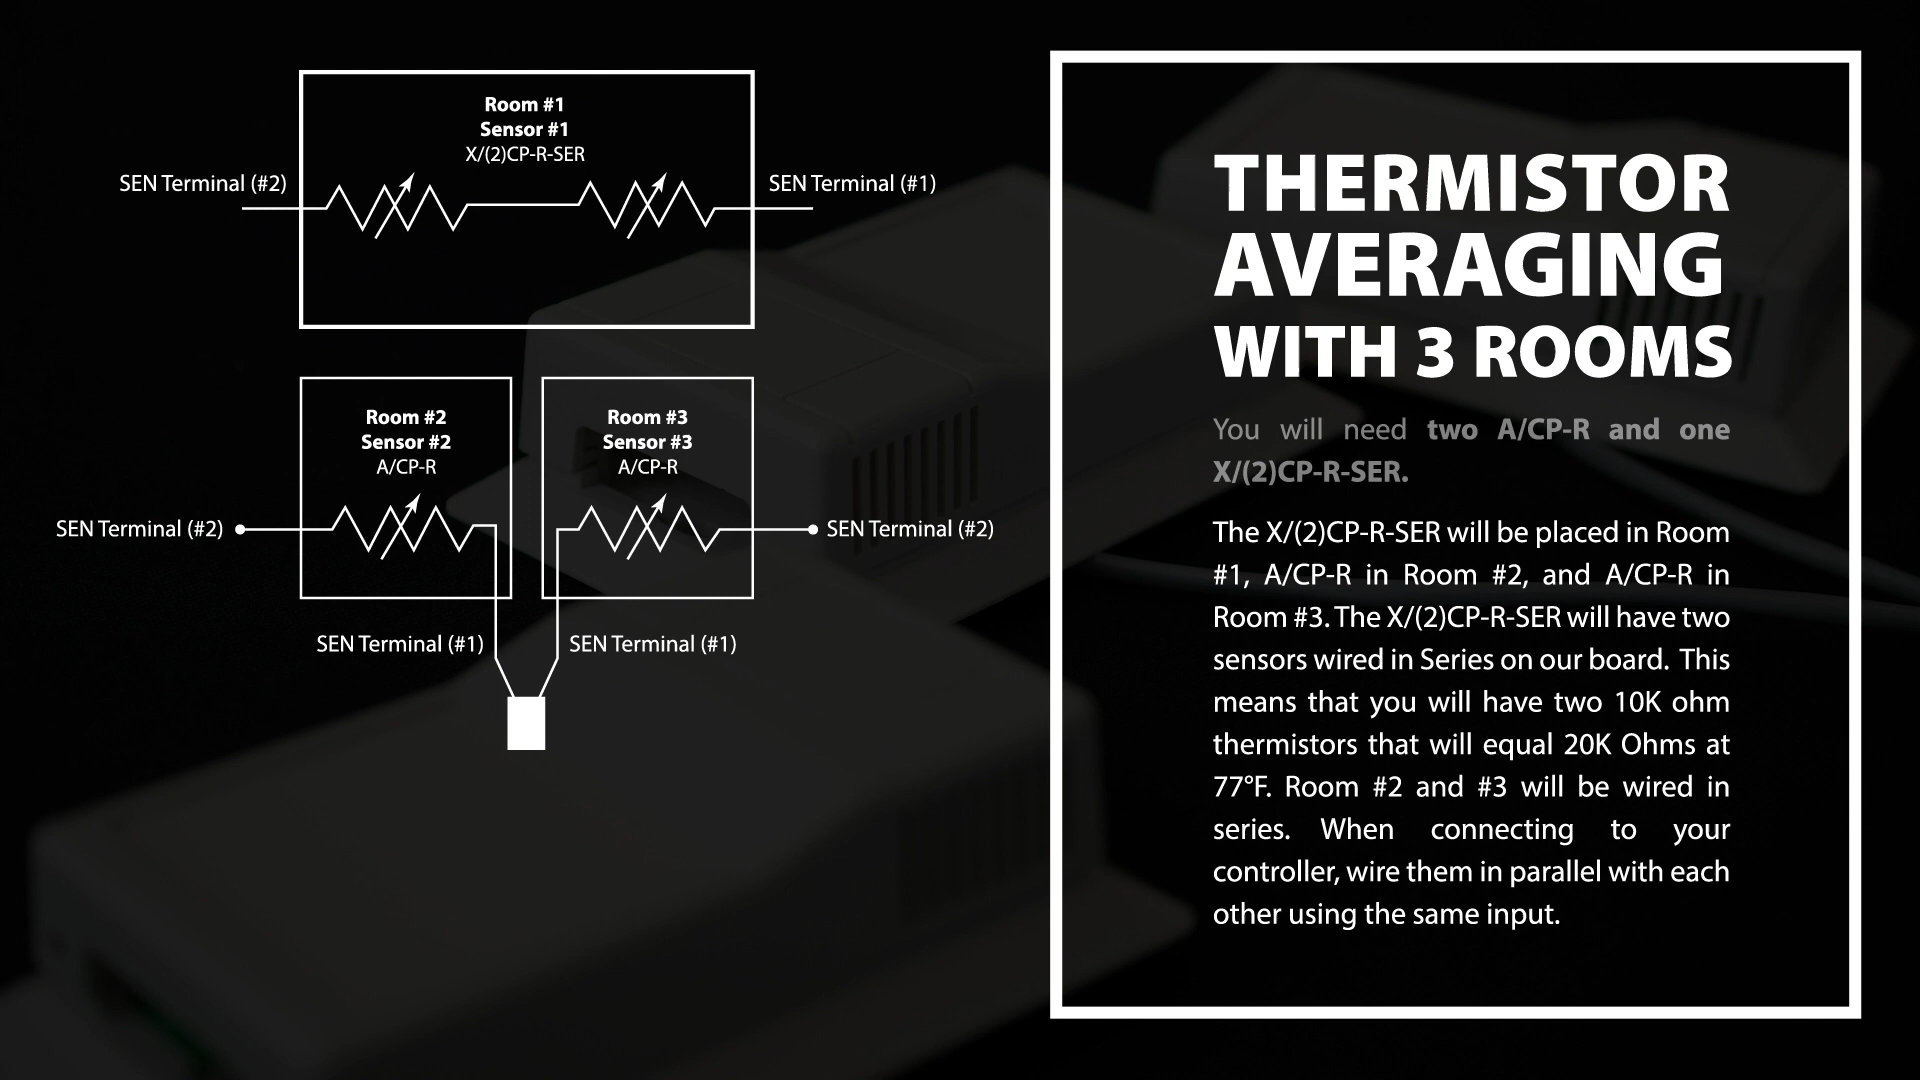 Room #1
Sensor #1
X/(2)CP-R-SER
SEN Terminal (#2)
SEN Terminal (#1)
Room #2
Sensor #2
A/CP-R
Room #3
Sensor #3
A/CP-R
SEN Terminal (#2)
SEN Terminal (#2)
SEN Terminal (#1)
SEN Terminal (#1)
THERMISTOR
AVERAGING
WITH 3 ROOMS
You will need two A/CP-R and one
X/(2)CP-R-SER.
The X/(2)CP-R-SER will be placed in Room
#1, A/CP-R in Room #2, and A/CP-R in
Room #3. The X/(2)CP-R-SER will have two
sensors wired in Series on our board. This
means that you will have two 10K ohm
thermistors that will equal 20K Ohms at
77°F. Room #2 and #3 will be wired in
series. When connecting to your
controller, wire them in parallel with each
other using the same input.